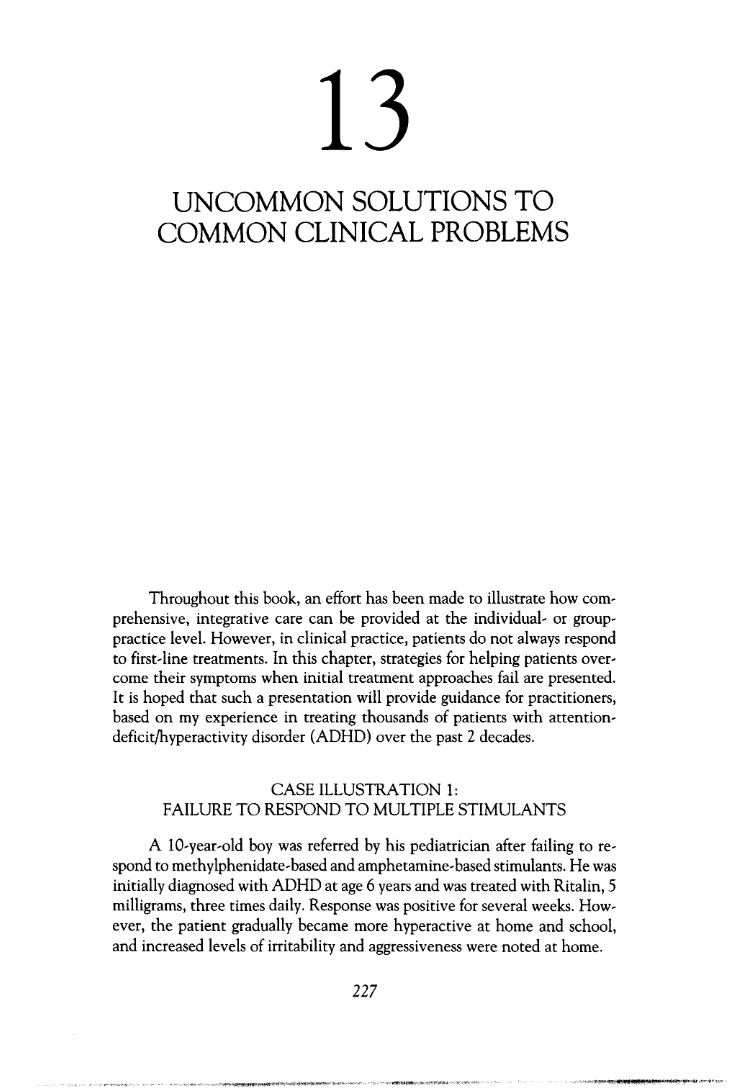 13
UNCOMMON SOLUTIONS TO
COMMON CLINICAL PROBLEMS
Throughout this book, an effort has been made to illustrate how com-
prehensive, integrative care can be provided at the individual- or group-
practice level. However, in clinical practice, patients do not always respond
to first-line treatments. In this chapter, strategies for helping patients over-
come their symptoms when initial treatment approaches fail are presented.
It is hoped that such a presentation will provide guidance for practitioners,
based on my experience in treating thousands of patients with attention-
deficit/hyperactivity disorder (ADHD) over the past 2 decades.
CASE ILLUSTRATION 1:
FAILURE TO RESPOND TO MULTIPLE STIMULANTS
A 10-year-old boy was referred by his pediatrician after failing to re-
spond to methylphenidate-based and amphetamine-based stimulants. He was
initially diagnosed with ADHD at age 6 years and was treated with Ritalin, 5
milligrams, three times daily. Response was positive for several weeks. How-
ever, the patient gradually became more hyperactive at home and school,
and increased levels of irritability and aggressiveness were noted at home.
227